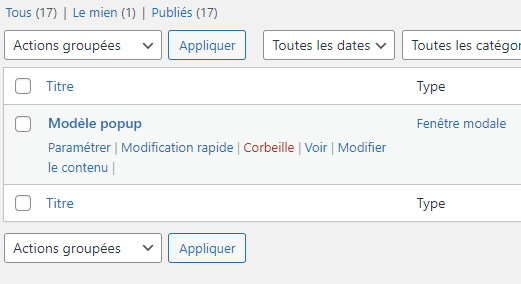 Tous (17) | Le mien (1) | Publiés (17)
Actions groupées Appliquer Toutes les dates Toutes les catégor
Titre Type
Modèle popup Fenêtre modale
Paramétrer | Modification rapide | Corbeille | Voir | Modifier
le contenu |
Titre Type
Actions groupées Appliquer